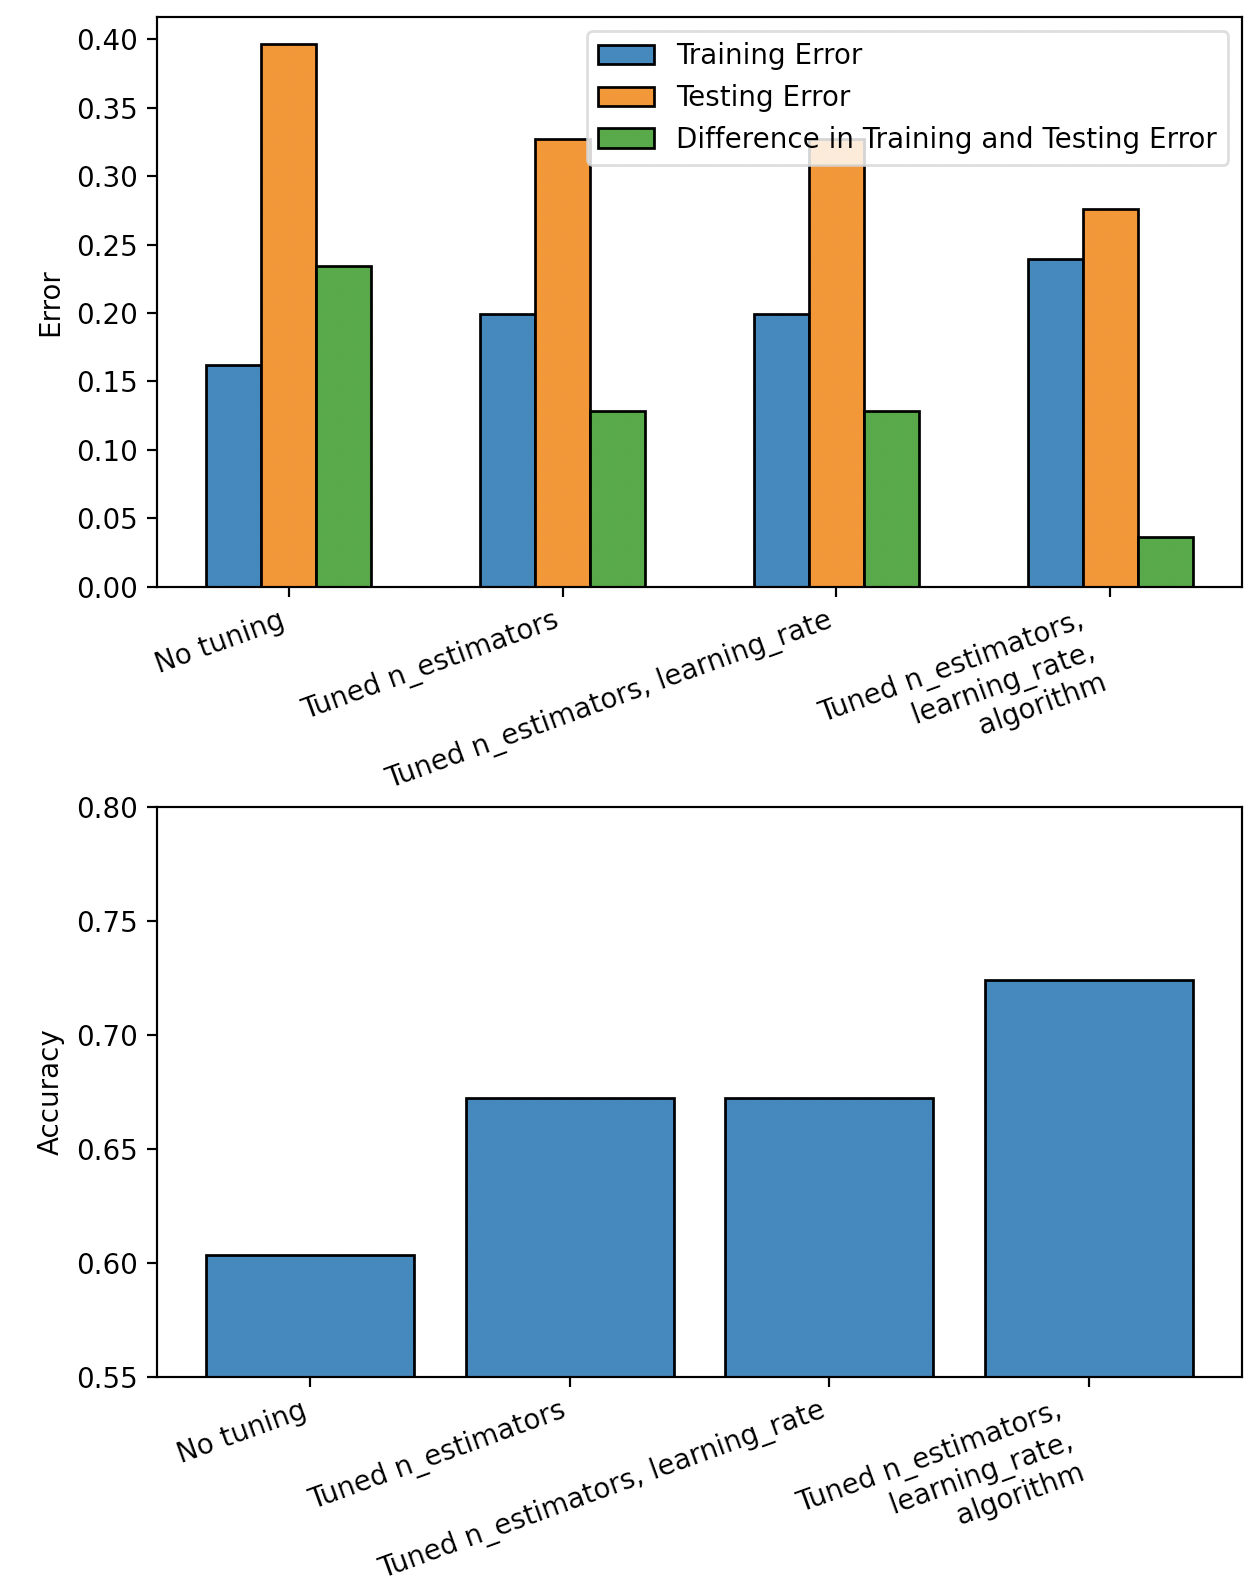 0.40
0.35
0.30
0.25
0.20
0.15
0.10
0.05
0.00
Error
Training Error
Testing Error
Difference in Training and Testing Error
No tuning
Tuned n_estimators
Tuned n_estimators, learning_rate
Tuned n_estimators,
learning_rate,
algorithm
0.80
0.75
0.70
0.65
0.60
0.55
Accuracy
No tuning
Tuned n_estimators
Tuned n_estimators, learning_rate
Tuned n_estimators,
learning_rate,
algorithm